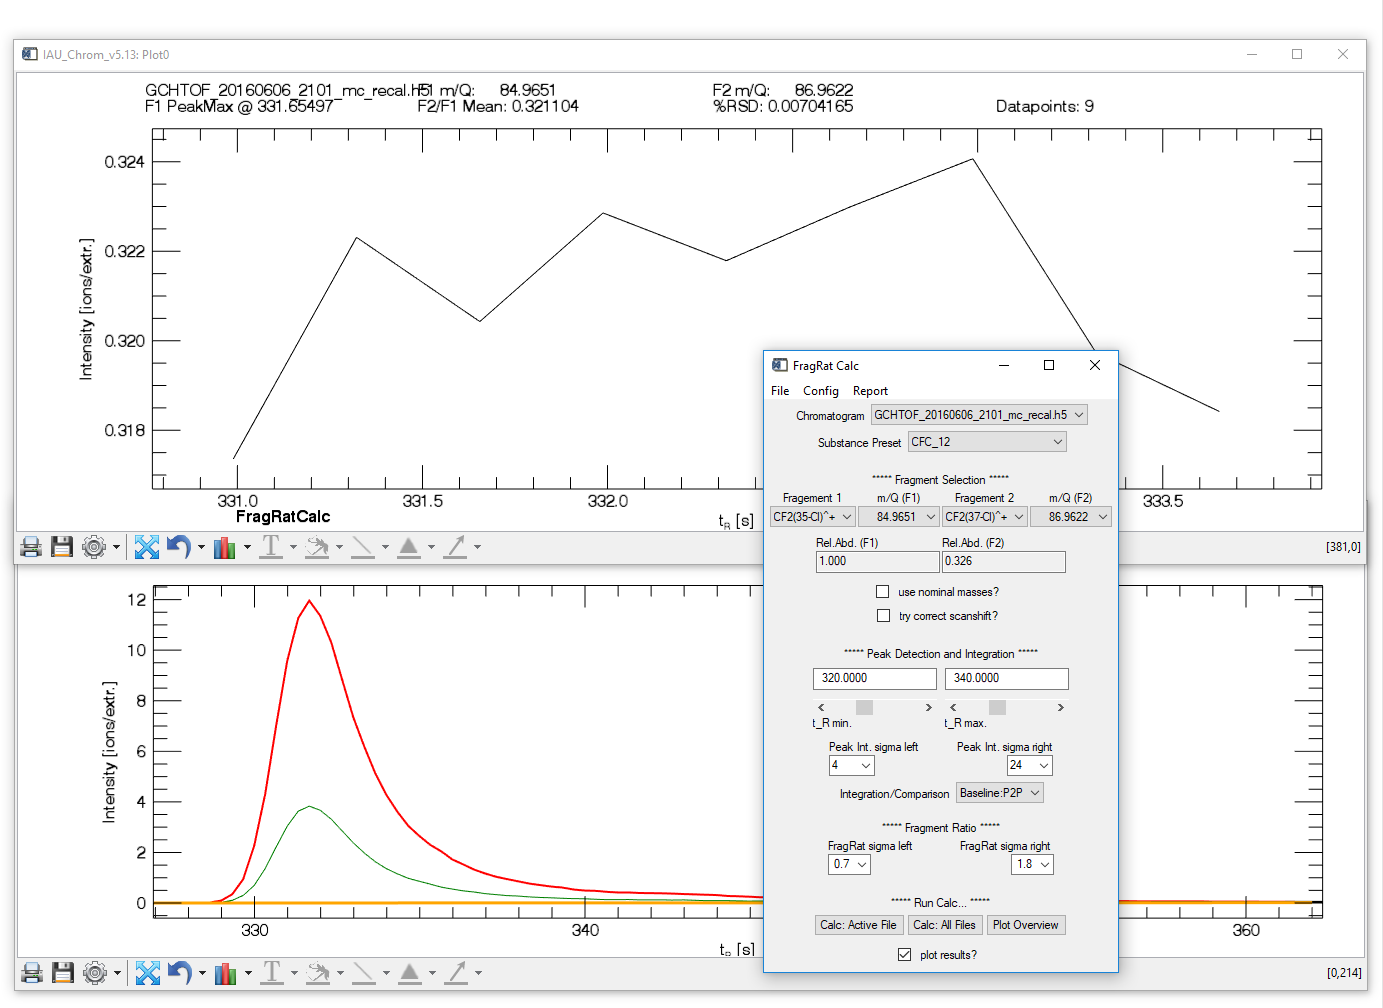 IAU_Chrom_v5.13: Plot0
GCHTOF_20160606_2101_mc_recal.h5 F1 m/Q: 84.9651 F2 m/Q: 86.9622
F1 PeakMax @ 331.65497 F2/F1 Mean: 0.321104 %RSD: 0.00704165 Datapoints: 9
0.324
0.322
0.320
0.318
Intensity [ions/extr.]
331.0 331.5 332.0 333.5
FragRatCalc
t_R [s]
[381,0]
12
10
8
6
4
2
0
Intensity [ions/extr.]
330 340 360
t_R [s]
[0,214]
FragRat Calc
File Config Report
Chromatogram GCHTOF_20160606_2101_mc_recal.h5
Substance Preset CFC_12
***** Fragment Selection *****
Fragement 1 m/Q (F1) Fragement 2 m/Q (F2)
CF2(35-Cl)^+ 84.9651 CF2(37-Cl)^+ 86.9622
Rel.Abd. (F1) Rel.Abd. (F2)
1.000 0.326
use nominal masses?
try correct scanshift?
***** Peak Detection and Integration *****
320.0000 340.0000
t_R min. t_R max.
Peak Int. sigma left Peak Int. sigma right
4 24
Integration/Comparison Baseline:P2P
***** Fragment Ratio *****
FragRat sigma left FragRat sigma right
0.7 1.8
***** Run Calc... *****
Calc: Active File Calc: All Files Plot Overview
plot results?